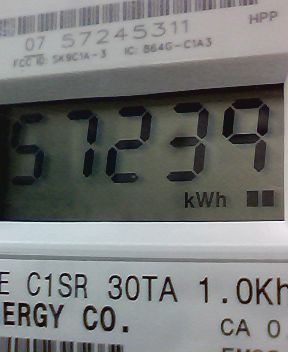 HPP
07 57245311
FCC ID: SK9C1A-3 IC: 864G-C1A3
57239
kWh
E C1SR 30TA 1.0Kh
ERGY CO.
CA 0.